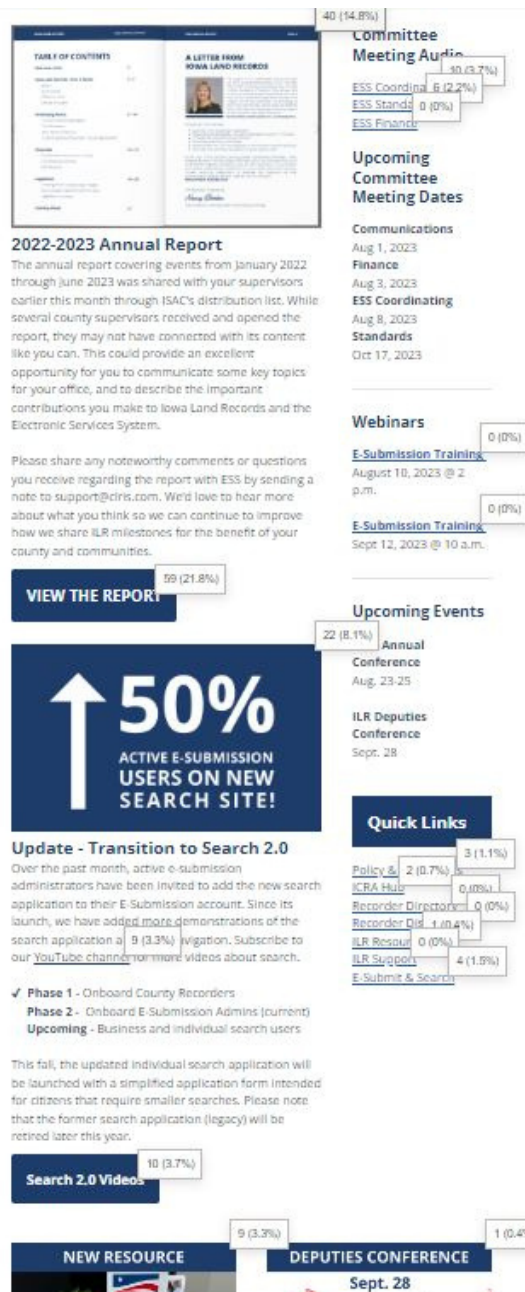 40 (14.8%)
TABLE OF CONTENTS
A LETTER FROM
IOWA LAND RECORDS
2022-2023 Annual Report
The annual report covering events from January 2022
through June 2023 was shared with your supervisors
earlier this month through ISAC's distribution list. While
several county supervisors received and opened the
report, they may not have connected with its content
like you can. This could provide an excellent
opportunity for you to communicate some key topics
for your office, and to describe the important
contributions you make to Iowa Land Records and the
Electronic Services System.
Please share any noteworthy comments or questions
you receive regarding the report with ESS by sending a
note to support@clris.com. We'd love to hear more
about what you think so we can continue to improve
how we share ILR milestones for the benefit of your
county and communities.
59 (21.8%)
VIEW THE REPORT
22 (8.1%)
50%
ACTIVE E-SUBMISSION
USERS ON NEW
SEARCH SITE!
Update - Transition to Search 2.0
Over the past month, active e-submission
administrators have been invited to add the new search
application to their E-Submission account. Since its
launch, we have added more demonstrations of the
search application a 9 (3.3%) vigation. Subscribe to
our YouTube channel for more videos about search.
✓ Phase 1 - Onboard County Recorders
Phase 2 - Onboard E-Submission Admins (current)
Upcoming - Business and individual search users
This fall, the updated individual search application will
be launched with a simplified application form intended
for citizens that require smaller searches. Please note
that the former search application (legacy) will be
retired later this year.
10 (3.7%)
Search 2.0 Videos
Committee
Meeting Audio
10 (3.7%)
ESS Coordina 6 (2.2%)
ESS Standa 0 (0%)
ESS Finance
Upcoming
Committee
Meeting Dates
Communications
Aug 1, 2023
Finance
Aug 3, 2023
ESS Coordinating
Aug 8, 2023
Standards
Oct 17, 2023
Webinars
0 (0%)
E-Submission Training
August 10, 2023 @ 2
p.m.
0 (0%)
E-Submission Training
Sept 12, 2023 @ 10 a.m.
Upcoming Events
Annual
Conference
Aug. 23-25
ILR Deputies
Conference
Sept. 28
Quick Links
3 (1.1%)
Policy & 2 (0.7%)
ICRA Hub 0 (0%)
Recorder Directory 0 (0%)
Recorder Dis 1 (0.4%)
ILR Resour 0 (0%)
ILR Support 4 (1.5%)
E-Submit & Search
9 (3.3%)
NEW RESOURCE
1 (0.4%
DEPUTIES CONFERENCE
Sept. 28